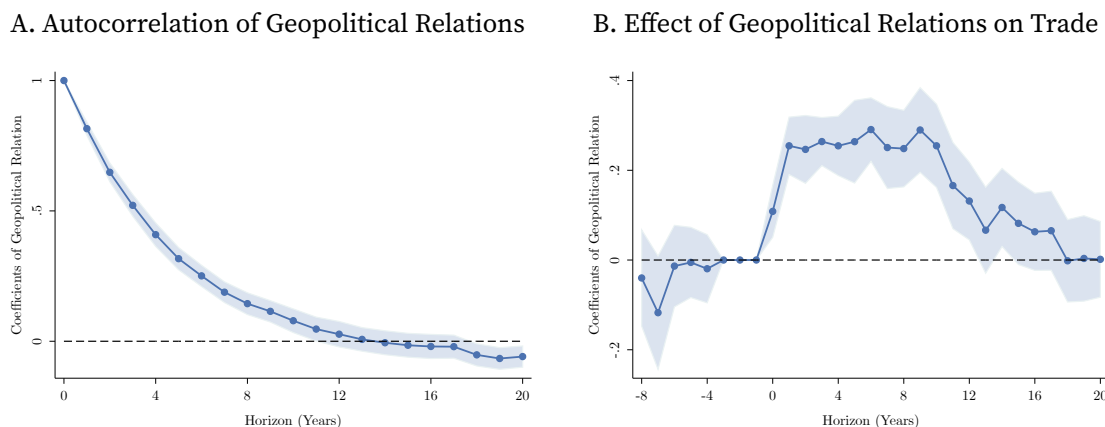 A. Autocorrelation of Geopolitical Relations
Coefficients of Geopolitical Relation
1
.5
0
0 4 8 12 16 20
Horizon (Years)
B. Effect of Geopolitical Relations on Trade
Coefficients of Geopolitical Relation
.4
.2
0
-.2
-8 -4 0 4 8 12 16 20
Horizon (Years)